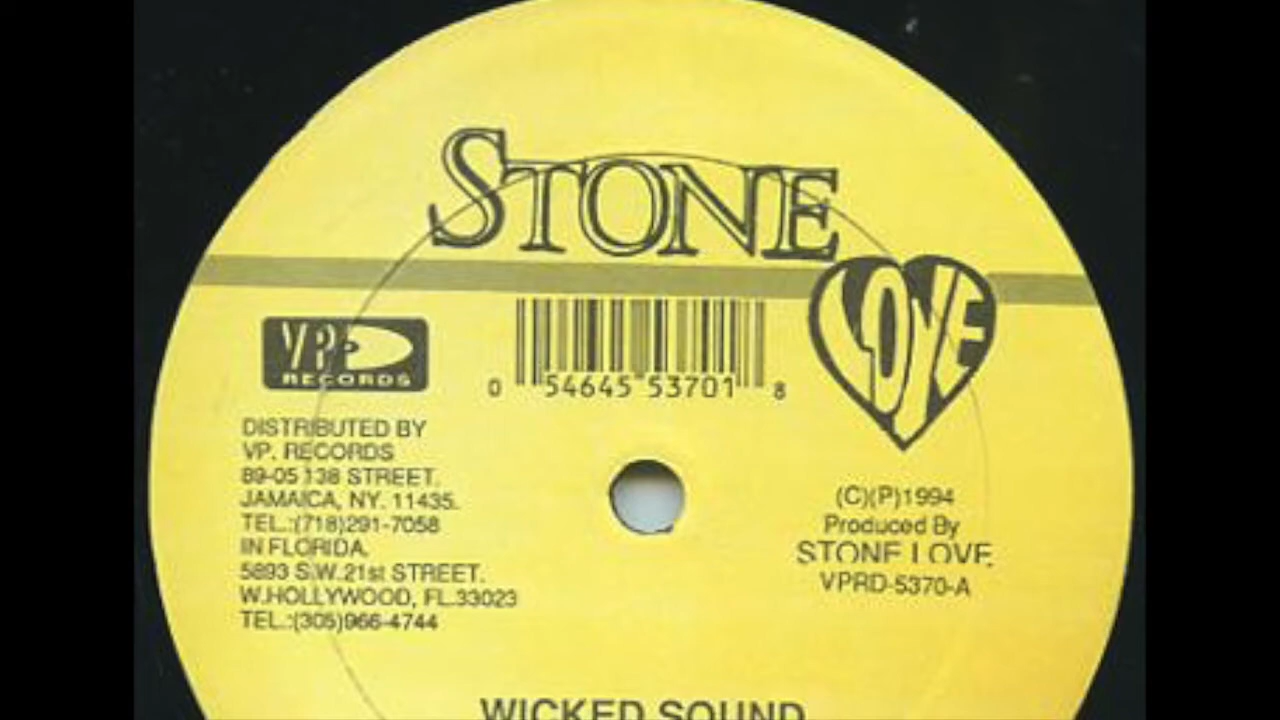 STONE
LOVE
VP
RECORDS
0 54645 53701 8
DISTRIBUTED BY
VP. RECORDS
89-05 138 STREET.
JAMAICA, NY. 11435.
TEL.:(718)291-7058
IN FLORIDA.
5893 S.W. 21st STREET.
W.HOLLYWOOD, FL.33023
TEL.:(305)966-4744
(C)(P)1994
Produced By
STONE LOVE.
VPRD-5370-A
WICKED SOUND